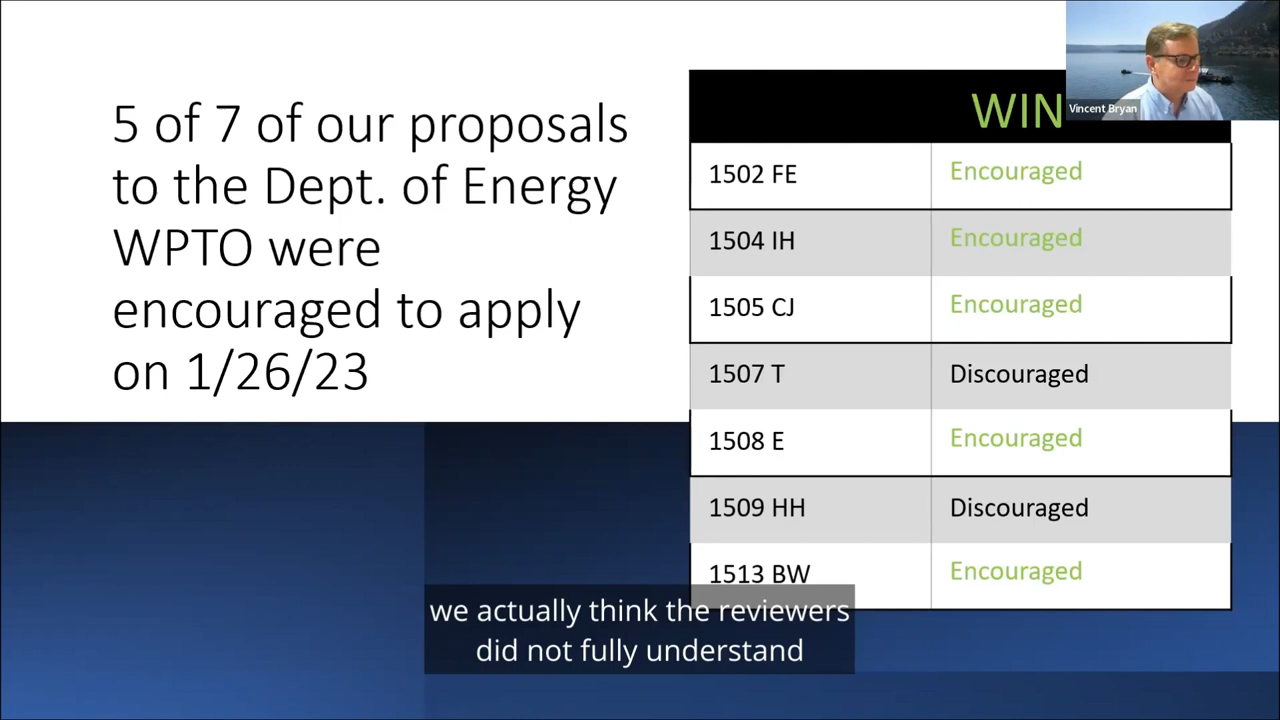 5 of 7 of our proposals
to the Dept. of Energy
WPTO were
encouraged to apply
on 1/26/23
WIN
Vincent Bryan
1502 FE Encouraged
1504 IH Encouraged
1505 CJ Encouraged
1507 T Discouraged
1508 E Encouraged
1509 HH Discouraged
1513 BW Encouraged
we actually think the reviewers
did not fully understand